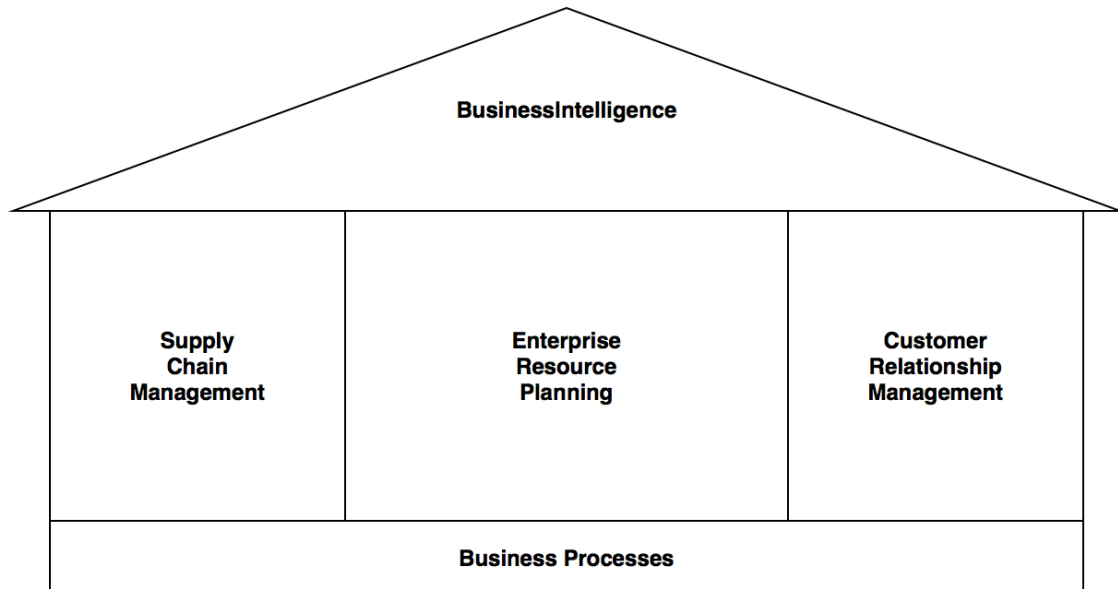 BusinessIntelligence
Supply
Chain
Management
Enterprise
Resource
Planning
Customer
Relationship
Management
Business Processes